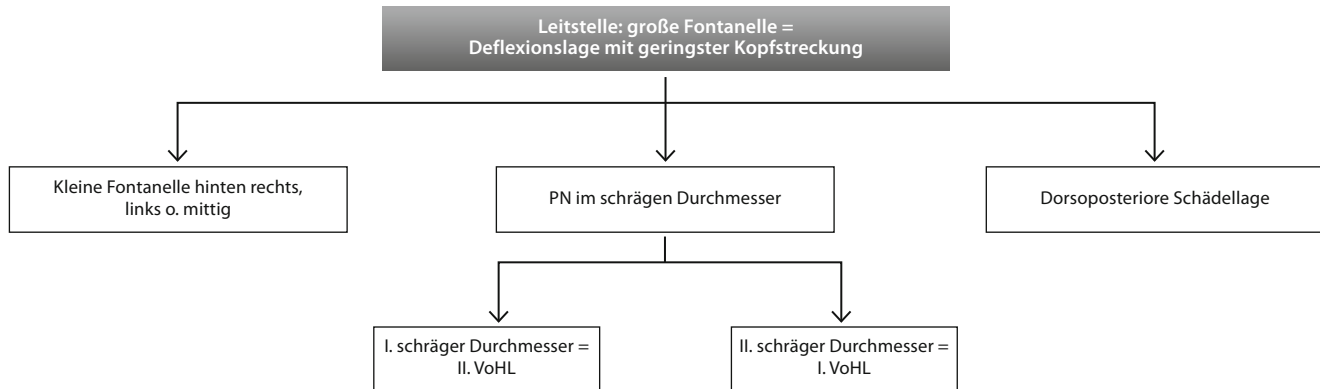 Leitstelle: große Fontanelle =
Deflexionslage mit geringster Kopfstreckung
Kleine Fontanelle hinten rechts,
links o. mittig
PN im schrägen Durchmesser
Dorsoposteriore Schädellage
I. schräger Durchmesser =
II. VoHL
II. schräger Durchmesser =
I. VoHL